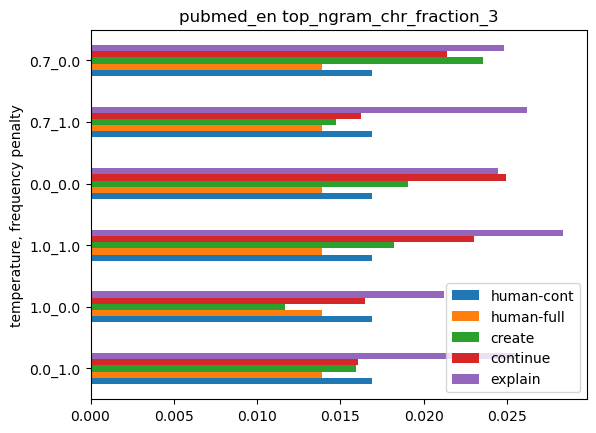 pubmed_en top_ngram_chr_fraction_3
temperature, frequency penalty
0.7_0.0
0.7_1.0
0.0_0.0
1.0_1.0
1.0_0.0
0.0_1.0
human-cont
human-full
create
continue
explain
0.000 0.005 0.010 0.015 0.020 0.025